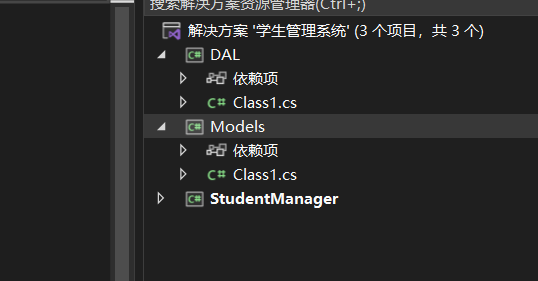 搜索解决方案资源管理器(Ctrl+;)
解决方案 '学生管理系统' (3 个项目，共 3 个)
DAL
依赖项
C# Class1.cs
Models
依赖项
C# Class1.cs
StudentManager